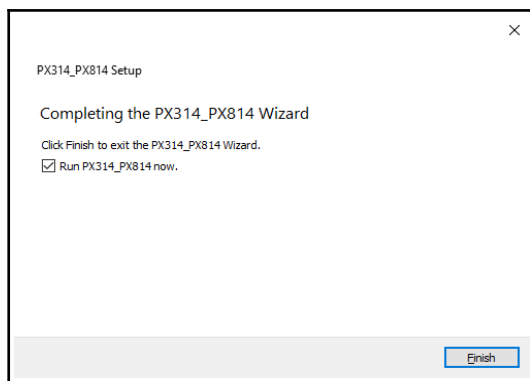 PX314_PX814 Setup
Completing the PX314_PX814 Wizard
Click Finish to exit the PX314_PX814 Wizard.
Run PX314_PX814 now.
Finish